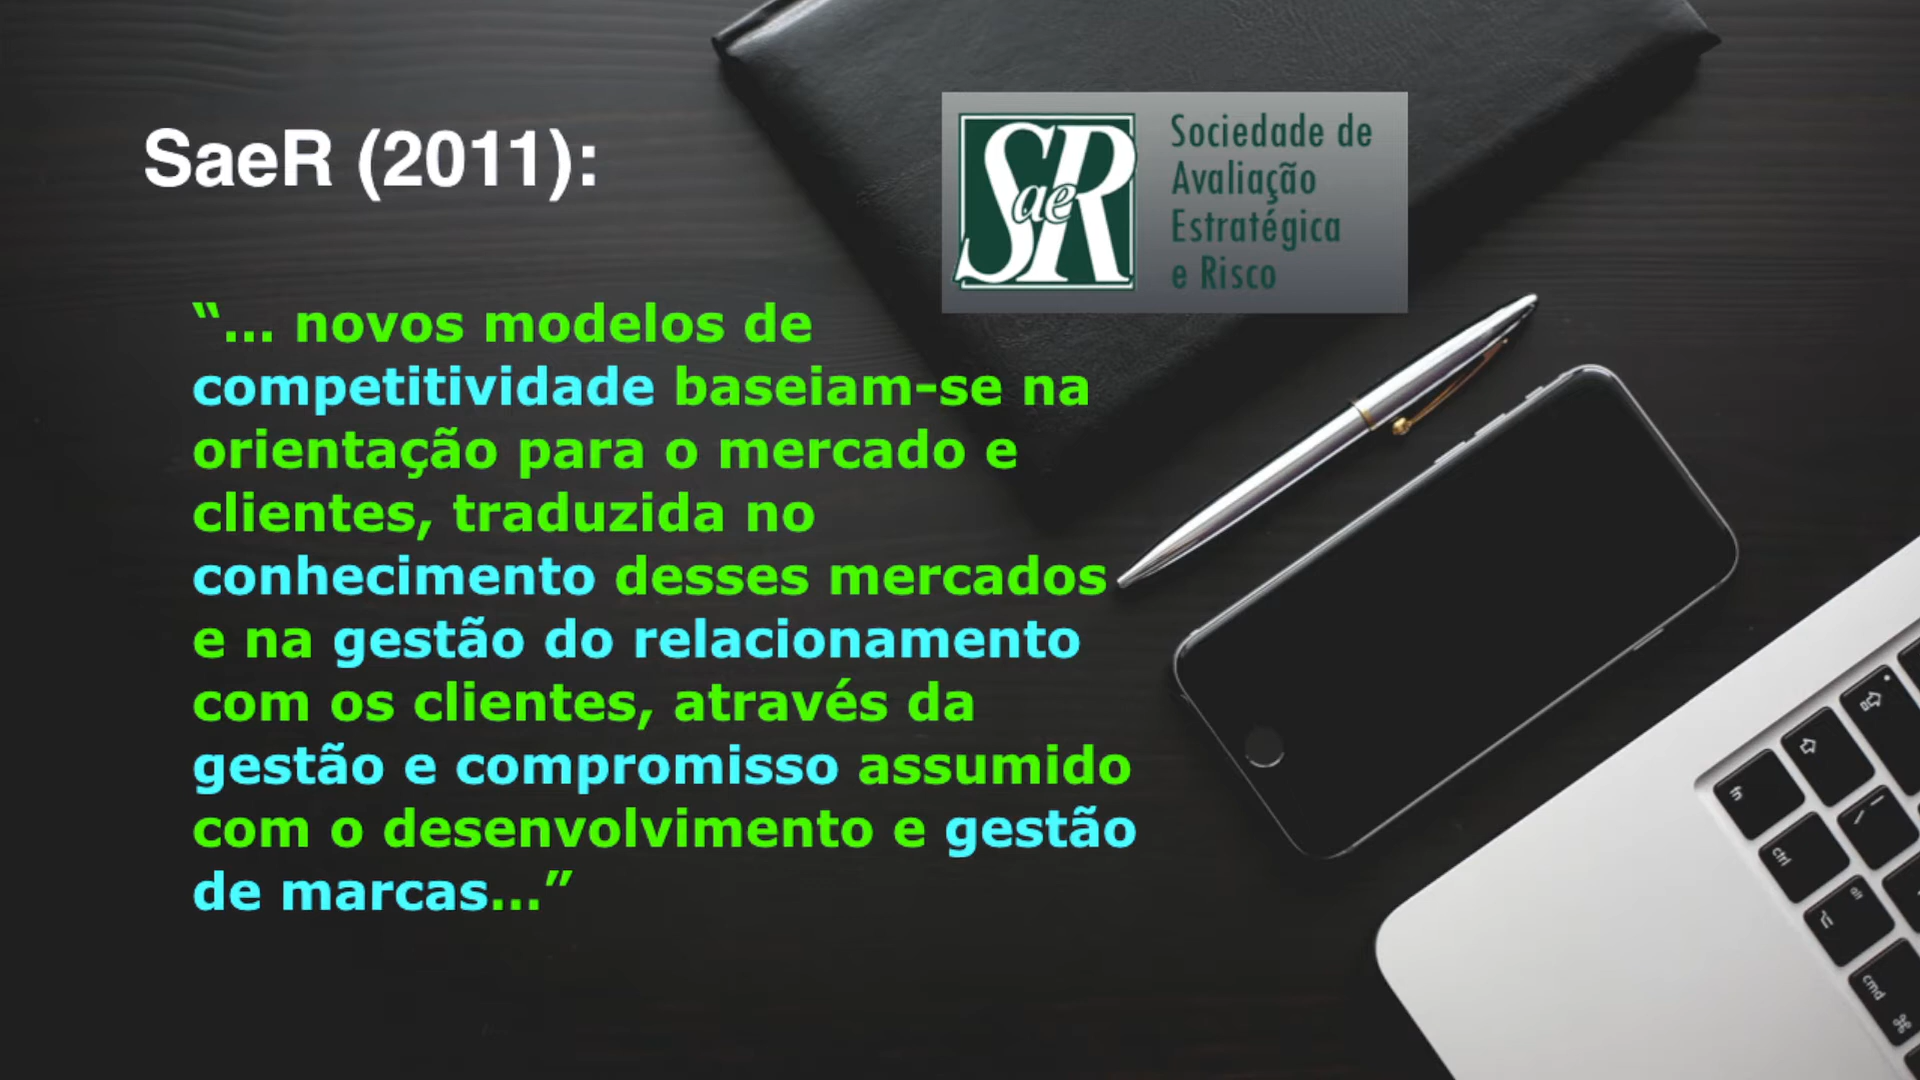 SaeR (2011):
SaeR
Sociedade de
Avaliação
Estratégica
e Risco
“... novos modelos de
competitividade baseiam-se na
orientação para o mercado e
clientes, traduzida no
conhecimento desses mercados
e na gestão do relacionamento
com os clientes, através da
gestão e compromisso assumido
com o desenvolvimento e gestão
de marcas...”
fn
ctrl
alt
cmd